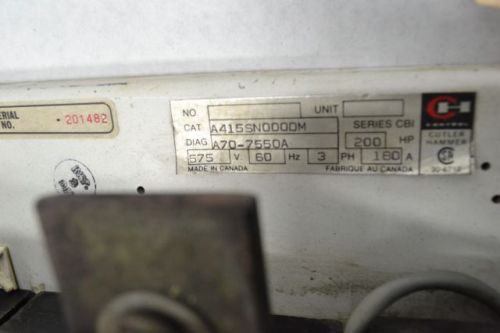 SERIAL
NO. 201482
NO UNIT
CAT A415SN0D0DM SERIES CBI
DIAG A70-7550A 200 HP
575 V 60 Hz 3 PH 180 A
MADE IN CANADA FABRIQUE AU CANADA
CONTROL
CUTLER
HAMMER